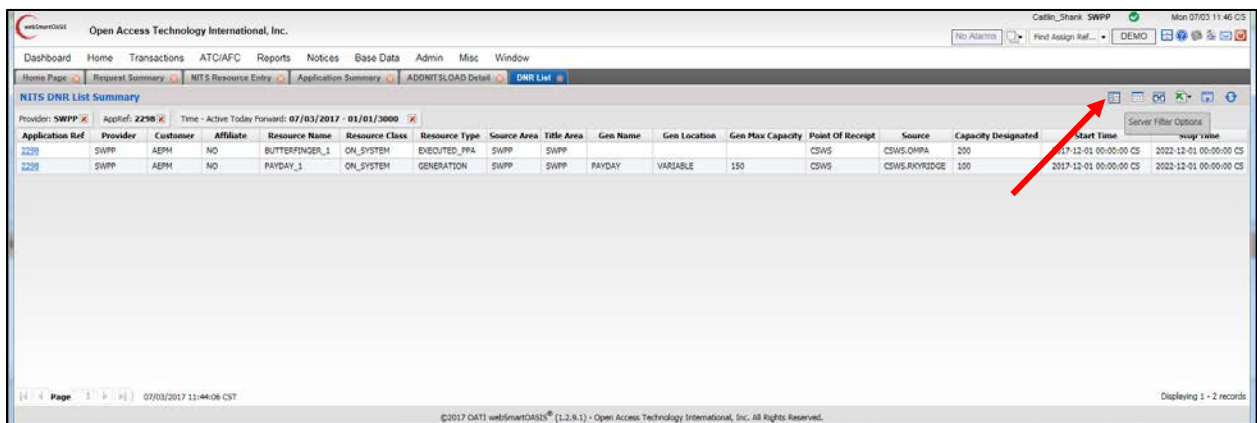 Caitlin_Shank SWPP Mon 07/03 11:46 CS
webSmartOASIS Open Access Technology International, Inc.
No Alarms Find Assign Ref... DEMO
Dashboard Home Transactions ATC/AFC Reports Notices Base Data Admin Misc Window
Home Page Request Summary NITS Resource Entry Application Summary ADDNITSLOAD Detail DNR List
NITS DNR List Summary
Provider: SWPP AppRef: 2298 Time - Active Today Forward: 07/03/2017 - 01/01/3000
Server Filter Options
Application Ref Provider Customer Affiliate Resource Name Resource Class Resource Type Source Area Title Area Gen Name Gen Location Gen Max Capacity Point Of Receipt Source Capacity Designated Start Time Stop Time
2298 SWPP AEPM NO BUTTERFINGER_1 ON_SYSTEM EXECUTED_PPA SWPP SWPP CSWS CSWS.OMPA 200 2017-12-01 00:00:00 CS 2022-12-01 00:00:00 CS
2298 SWPP AEPM NO PAYDAY_1 ON_SYSTEM GENERATION SWPP SWPP PAYDAY VARIABLE 150 CSWS CSWS.RKYRIDGE 100 2017-12-01 00:00:00 CS 2022-12-01 00:00:00 CS
Page 1 07/03/2017 11:44:06 CST Displaying 1 - 2 records
©2017 OATI webSmartOASIS® (1.2.9.1) - Open Access Technology International, Inc. All Rights Reserved.